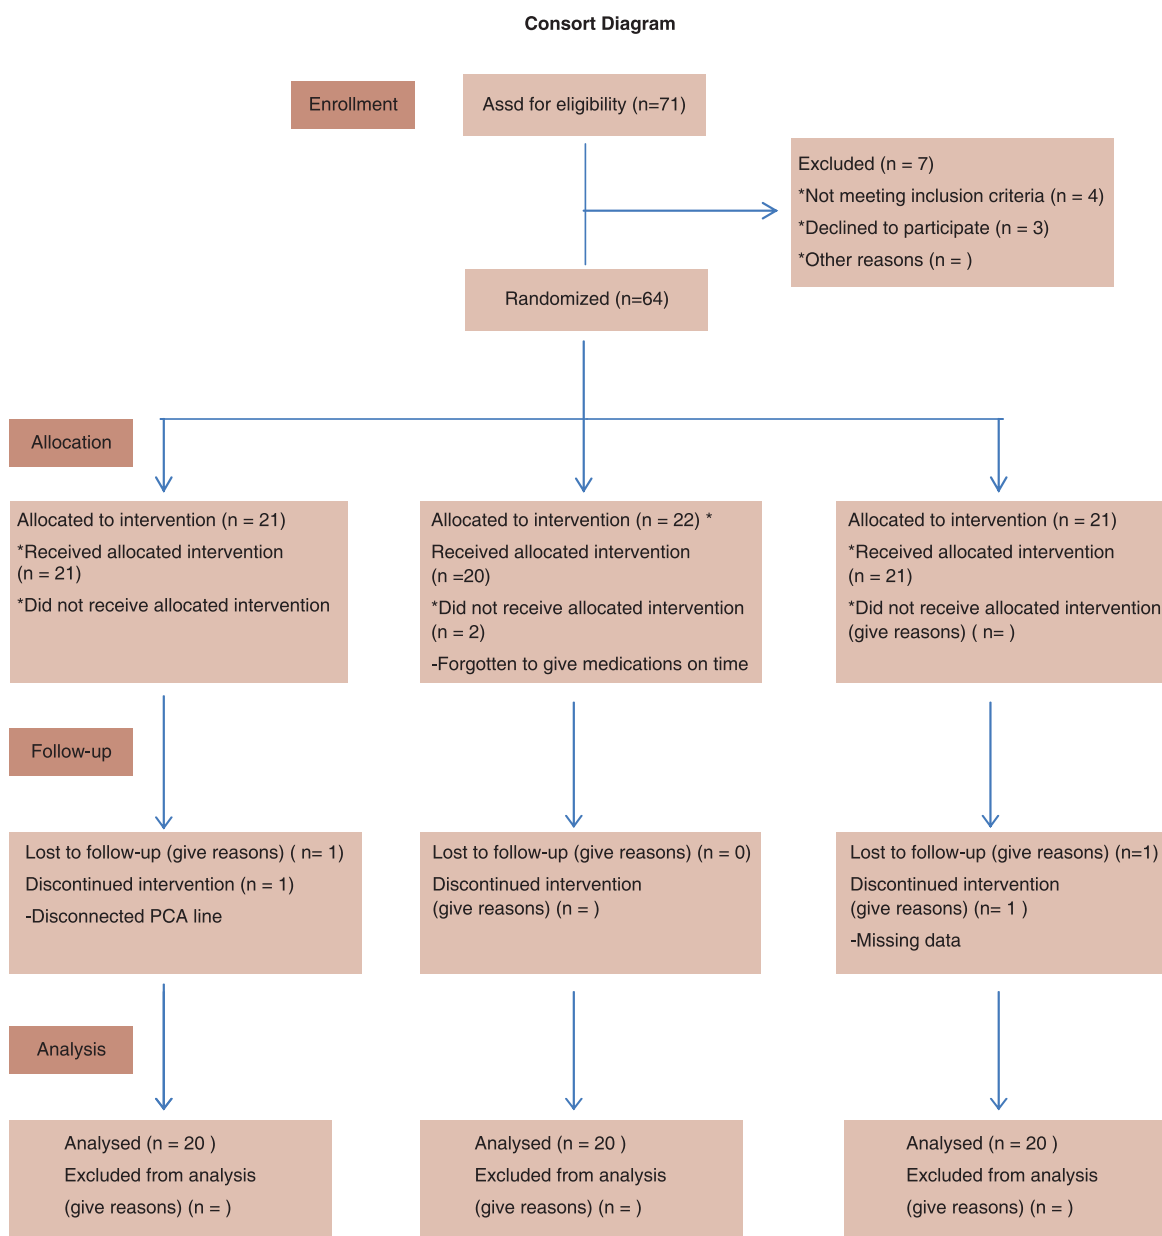 Consort Diagram
Enrollment
Assd for eligibility (n=71)
Excluded (n = 7)
*Not meeting inclusion criteria (n = 4)
*Declined to participate (n = 3)
*Other reasons (n = )
Randomized (n=64)
Allocation
Allocated to intervention (n = 21)
*Received allocated intervention
(n = 21)
*Did not receive allocated intervention
Allocated to intervention (n = 22) *
Received allocated intervention
(n =20)
*Did not receive allocated intervention
(n = 2)
-Forgotten to give medications on time
Allocated to intervention (n = 21)
*Received allocated intervention
(n = 21)
*Did not receive allocated intervention
(give reasons) ( n= )
Follow-up
Lost to follow-up (give reasons) ( n= 1)
Discontinued intervention (n = 1)
-Disconnected PCA line
Lost to follow-up (give reasons) (n = 0)
Discontinued intervention
(give reasons) (n = )
Lost to follow-up (give reasons) (n=1)
Discontinued intervention
(give reasons) (n= 1 )
-Missing data
Analysis
Analysed (n = 20 )
Excluded from analysis
(give reasons) (n = )
Analysed (n = 20 )
Excluded from analysis
(give reasons) (n = )
Analysed (n = 20 )
Excluded from analysis
(give reasons) (n = )